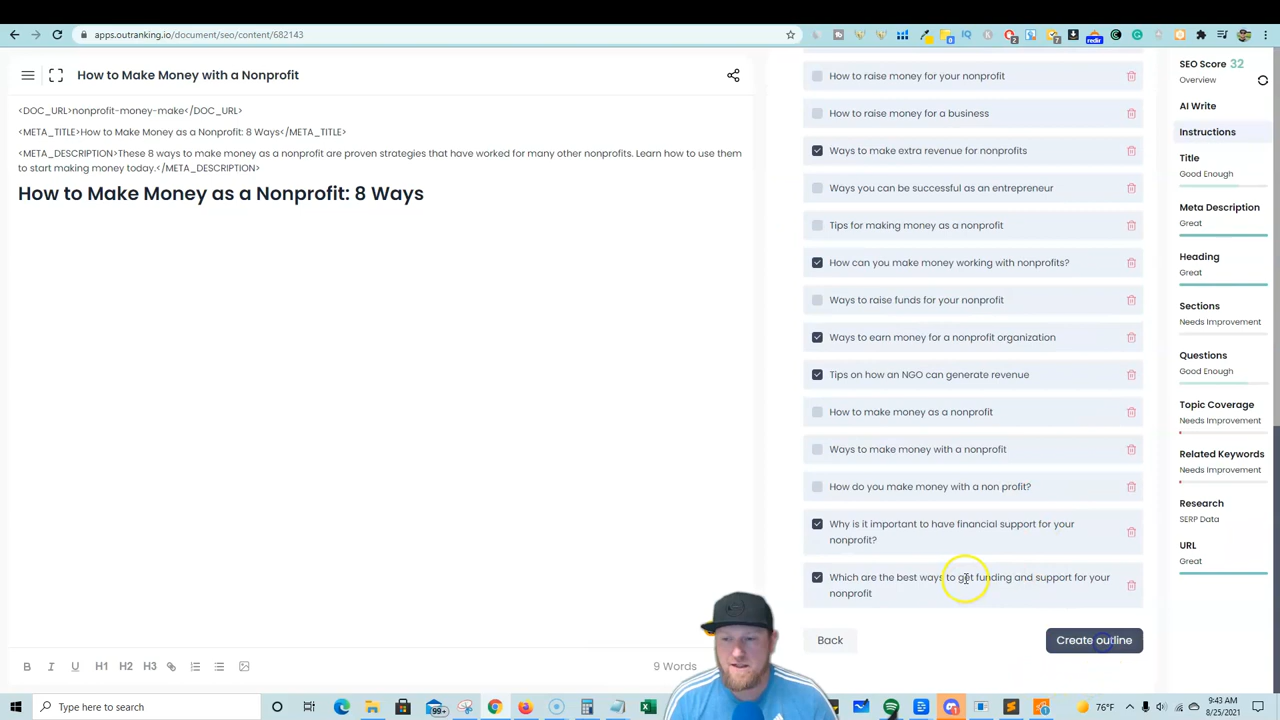 apps.outranking.io/document/seo/content/682143
How to Make Money with a Nonprofit
<DOC_URL>nonprofit-money-make</DOC_URL>
<META_TITLE>How to Make Money as a Nonprofit: 8 Ways</META_TITLE>
<META_DESCRIPTION>These 8 ways to make money as a nonprofit are proven strategies that have worked for many other nonprofits. Learn how to use them
to start making money today.</META_DESCRIPTION>
How to Make Money as a Nonprofit: 8 Ways
B I U H1 H2 H3
9 Words
How to raise money for your nonprofit
How to raise money for a business
Ways to make extra revenue for nonprofits
Ways you can be successful as an entrepreneur
Tips for making money as a nonprofit
How can you make money working with nonprofits?
Ways to raise funds for your nonprofit
Ways to earn money for a nonprofit organization
Tips on how an NGO can generate revenue
How to make money as a nonprofit
Ways to make money with a nonprofit
How do you make money with a non profit?
Why is it important to have financial support for your
nonprofit?
Which are the best ways to get funding and support for your
nonprofit
Back
Create outline
SEO Score 32
Overview
AI Write
Instructions
Title
Good Enough
Meta Description
Great
Heading
Great
Sections
Needs Improvement
Questions
Good Enough
Topic Coverage
Needs Improvement
Related Keywords
Needs Improvement
Research
SERP Data
URL
Great
Type here to search
99+
76°F
9:43 AM
8/25/2021